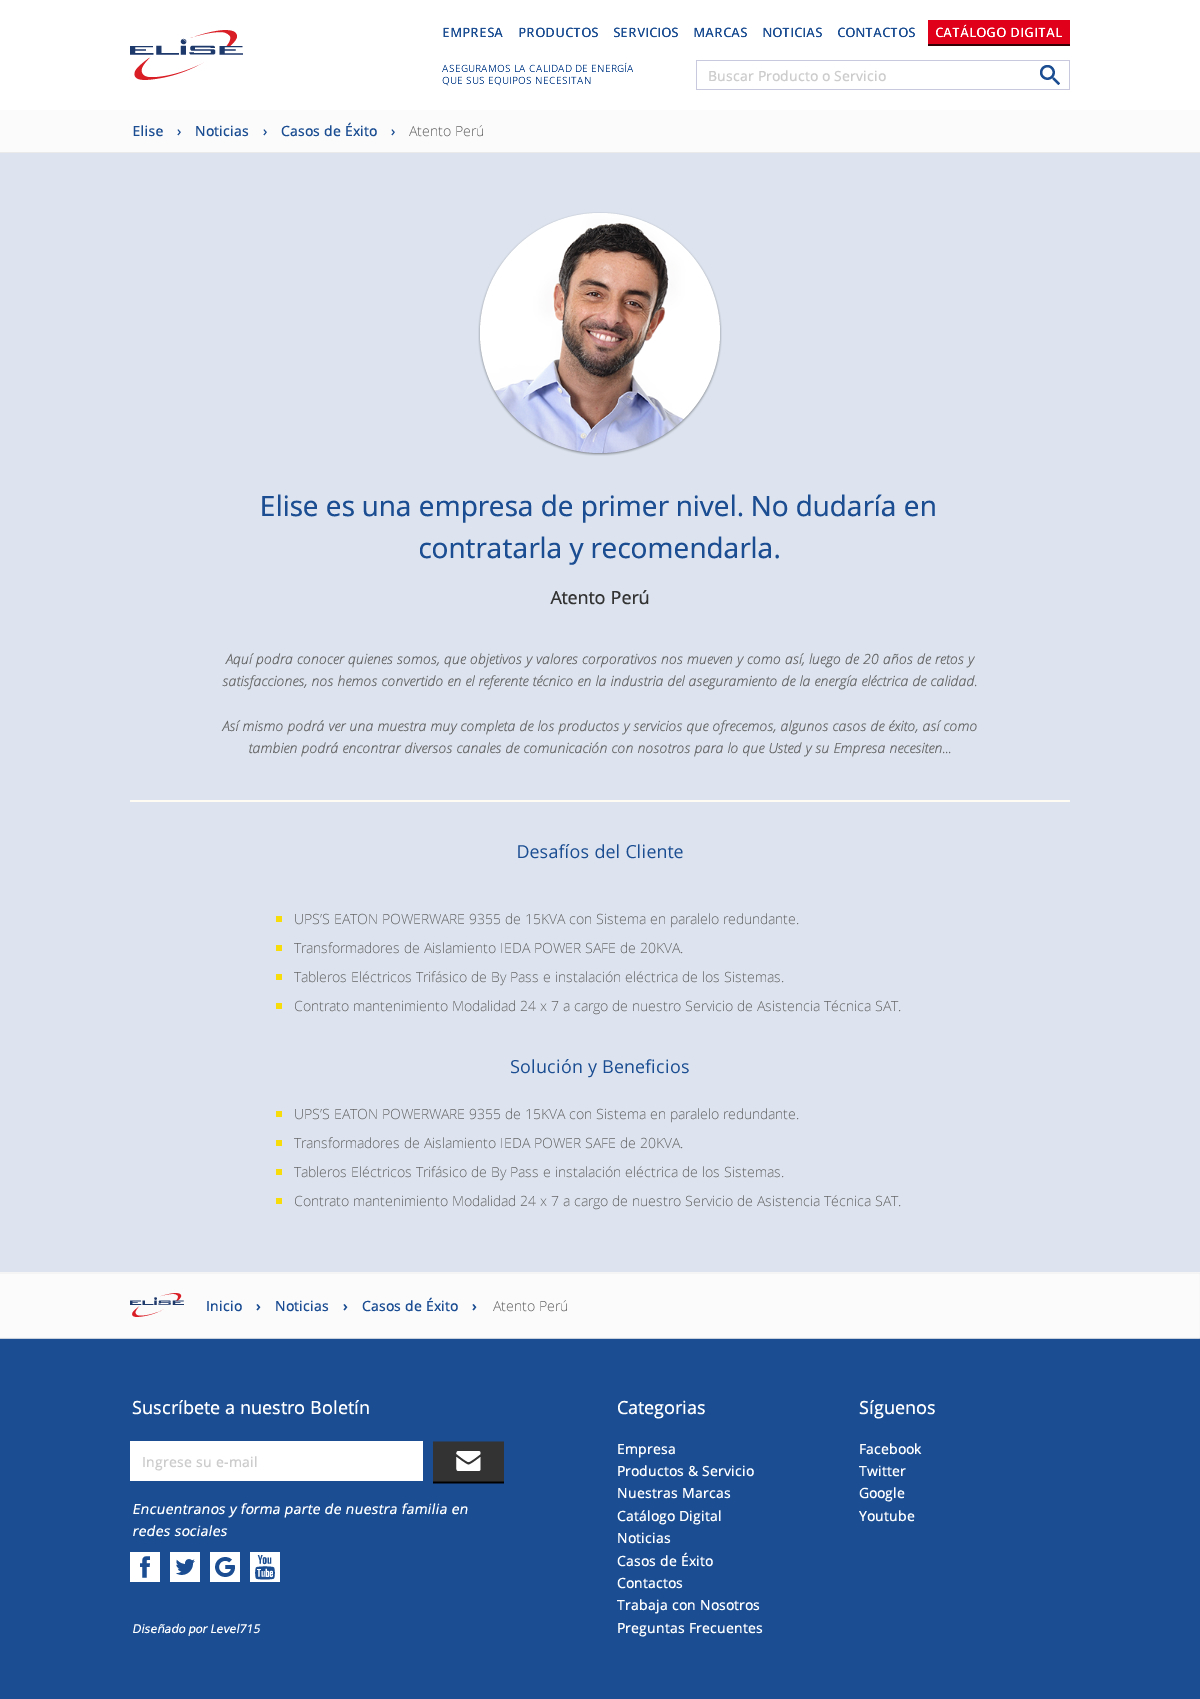 ELISE
EMPRESA PRODUCTOS SERVICIOS MARCAS NOTICIAS CONTACTOS CATÁLOGO DIGITAL
ASEGURAMOS LA CALIDAD DE ENERGÍA
QUE SUS EQUIPOS NECESITAN
Buscar Producto o Servicio
Elise › Noticias › Casos de Éxito › Atento Perú
Elise es una empresa de primer nivel. No dudaría en
contratarla y recomendarla.
Atento Perú
Aquí podra conocer quienes somos, que objetivos y valores corporativos nos mueven y como así, luego de 20 años de retos y
satisfacciones, nos hemos convertido en el referente técnico en la industria del aseguramiento de la energía eléctrica de calidad.
Así mismo podrá ver una muestra muy completa de los productos y servicios que ofrecemos, algunos casos de éxito, así como
tambien podrá encontrar diversos canales de comunicación con nosotros para lo que Usted y su Empresa necesiten...
Desafíos del Cliente
UPS'S EATON POWERWARE 9355 de 15KVA con Sistema en paralelo redundante.
Transformadores de Aislamiento IEDA POWER SAFE de 20KVA.
Tableros Eléctricos Trifásico de By Pass e instalación eléctrica de los Sistemas.
Contrato mantenimiento Modalidad 24 x 7 a cargo de nuestro Servicio de Asistencia Técnica SAT.
Solución y Beneficios
UPS'S EATON POWERWARE 9355 de 15KVA con Sistema en paralelo redundante.
Transformadores de Aislamiento IEDA POWER SAFE de 20KVA.
Tableros Eléctricos Trifásico de By Pass e instalación eléctrica de los Sistemas.
Contrato mantenimiento Modalidad 24 x 7 a cargo de nuestro Servicio de Asistencia Técnica SAT.
ELISE Inicio › Noticias › Casos de Éxito › Atento Perú
Suscríbete a nuestro Boletín
Ingrese su e-mail
Encuentranos y forma parte de nuestra familia en
redes sociales
f G You Tube
Diseñado por Level715
Categorias
Empresa
Productos & Servicio
Nuestras Marcas
Catálogo Digital
Noticias
Casos de Éxito
Contactos
Trabaja con Nosotros
Preguntas Frecuentes
Síguenos
Facebook
Twitter
Google
Youtube